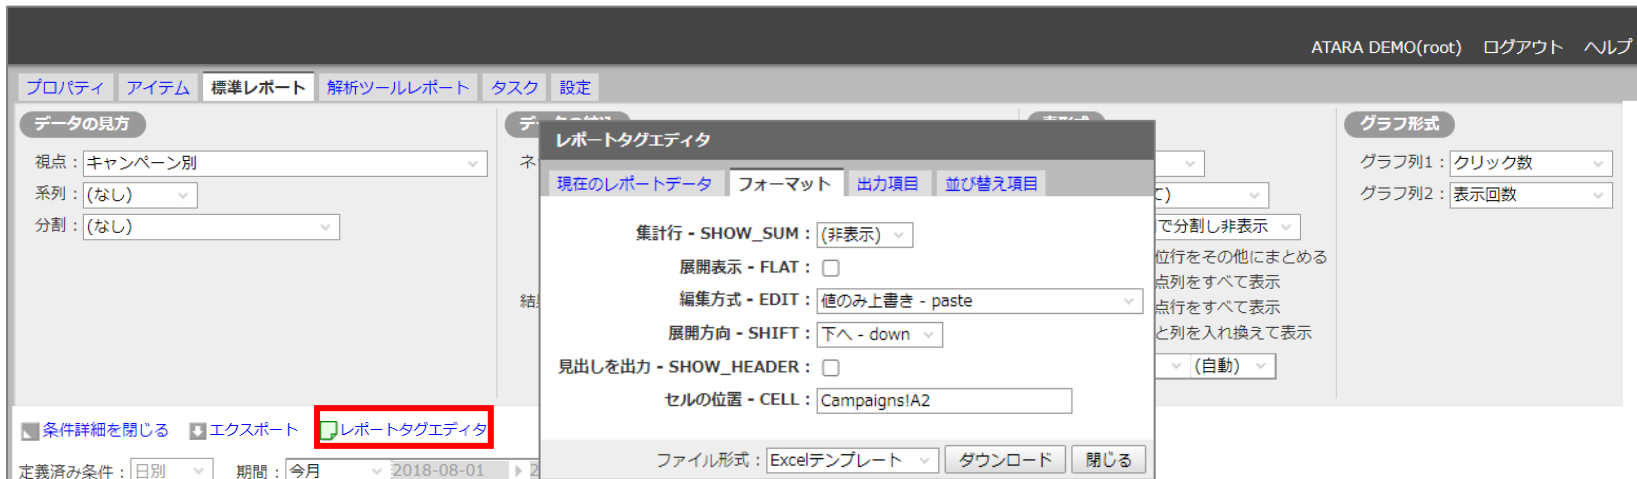 ATARA DEMO(root) ログアウト ヘルプ
プロパティ アイテム 標準レポート 解析ツールレポート タスク 設定
データの見方
視点：キャンペーン別
系列：(なし)
分割：(なし)
グラフ形式
グラフ列1：クリック数
グラフ列2：表示回数
で分割し非表示
位行をその他にまとめる
点列をすべて表示
点行をすべて表示
と列を入れ換えて表示
(自動)
レポートタグエディタ
現在のレポートデータ フォーマット 出力項目 並び替え項目
集計行 - SHOW_SUM：(非表示)
展開表示 - FLAT：
編集方式 - EDIT：値のみ上書き - paste
展開方向 - SHIFT：下へ - down
見出しを出力 - SHOW_HEADER：
セルの位置 - CELL：Campaigns!A2
ファイル形式：Excelテンプレート ダウンロード 閉じる
条件詳細を閉じる エクスポート レポートタグエディタ
定義済み条件：日別 期間：今月 2018-08-01